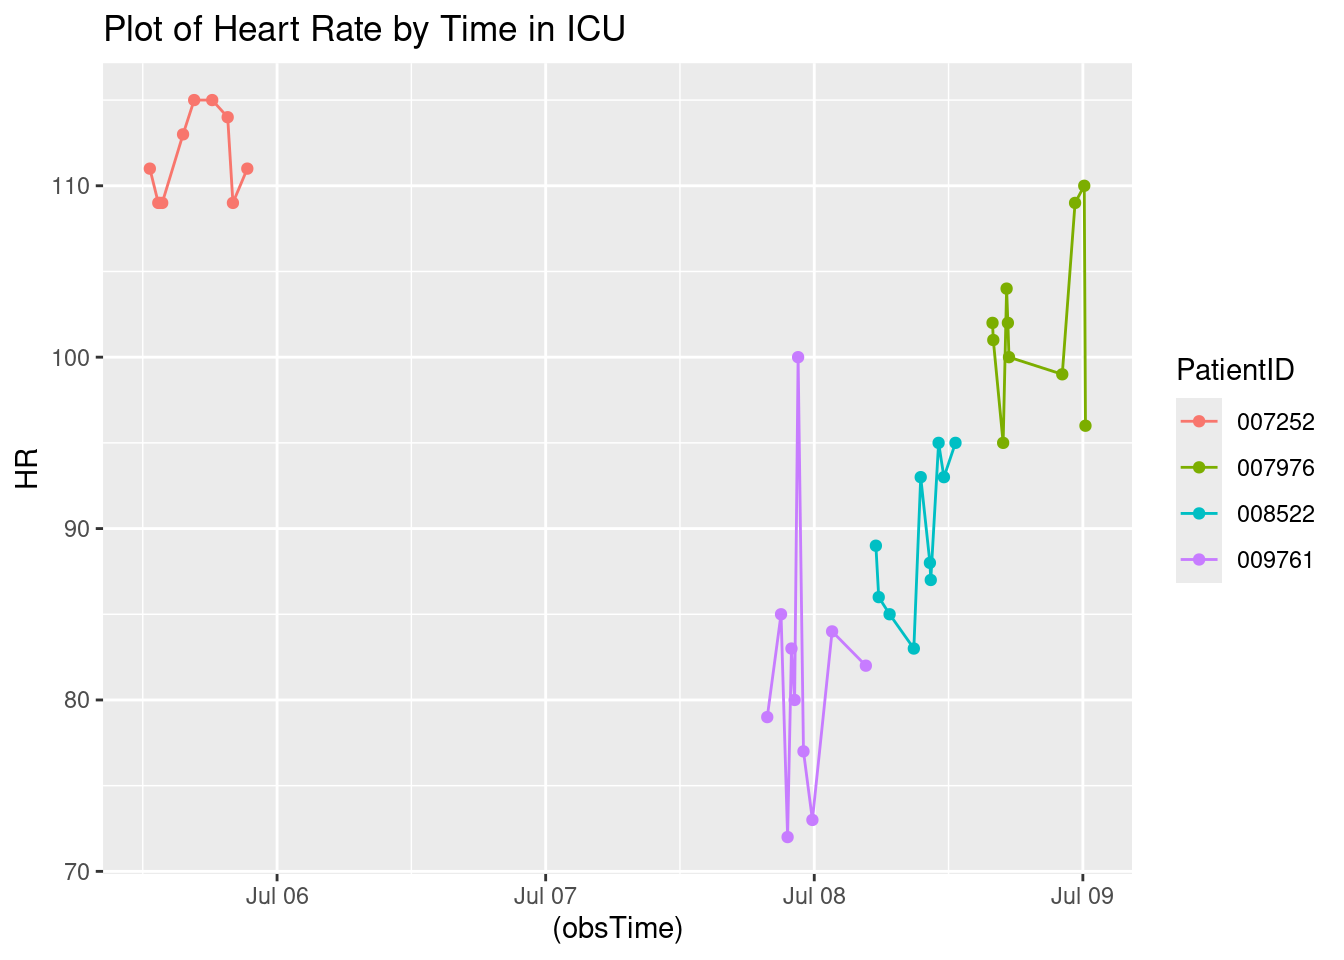 Plot of Heart Rate by Time in ICU
HR
110
100
90
80
70
Jul 06 Jul 07 Jul 08 Jul 09
(obsTime)
PatientID
007252
007976
008522
009761